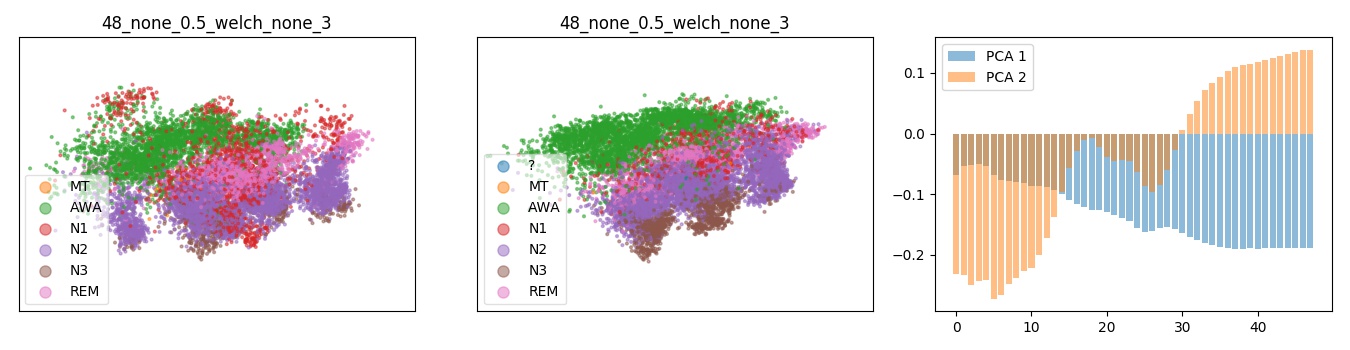 48_none_0.5_welch_none_3
MT
AWA
N1
N2
N3
REM
48_none_0.5_welch_none_3
?
MT
AWA
N1
N2
N3
REM
PCA 1
PCA 2
0.1
0.0
−0.1
−0.2
0 10 20 30 40